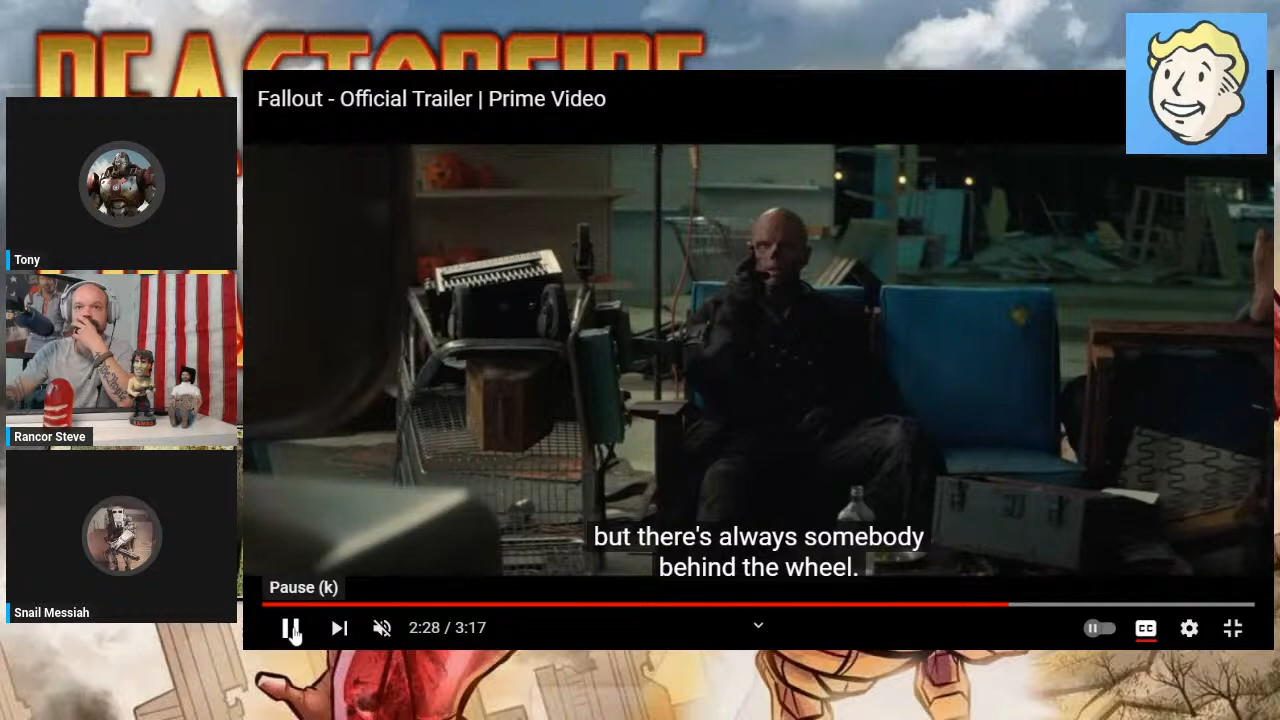 Fallout - Official Trailer | Prime Video
Tony
Rancor Steve
Snail Messiah
but there's always somebody
behind the wheel.
Pause (k)
2:28 / 3:17
CC